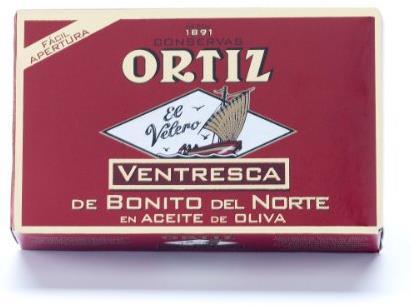 FÁCIL
APERTURA
DESDE
1891
CONSERVAS
ORTIZ
El
Velero
VENTRESCA
DE BONITO DEL NORTE
EN ACEITE DE OLIVA